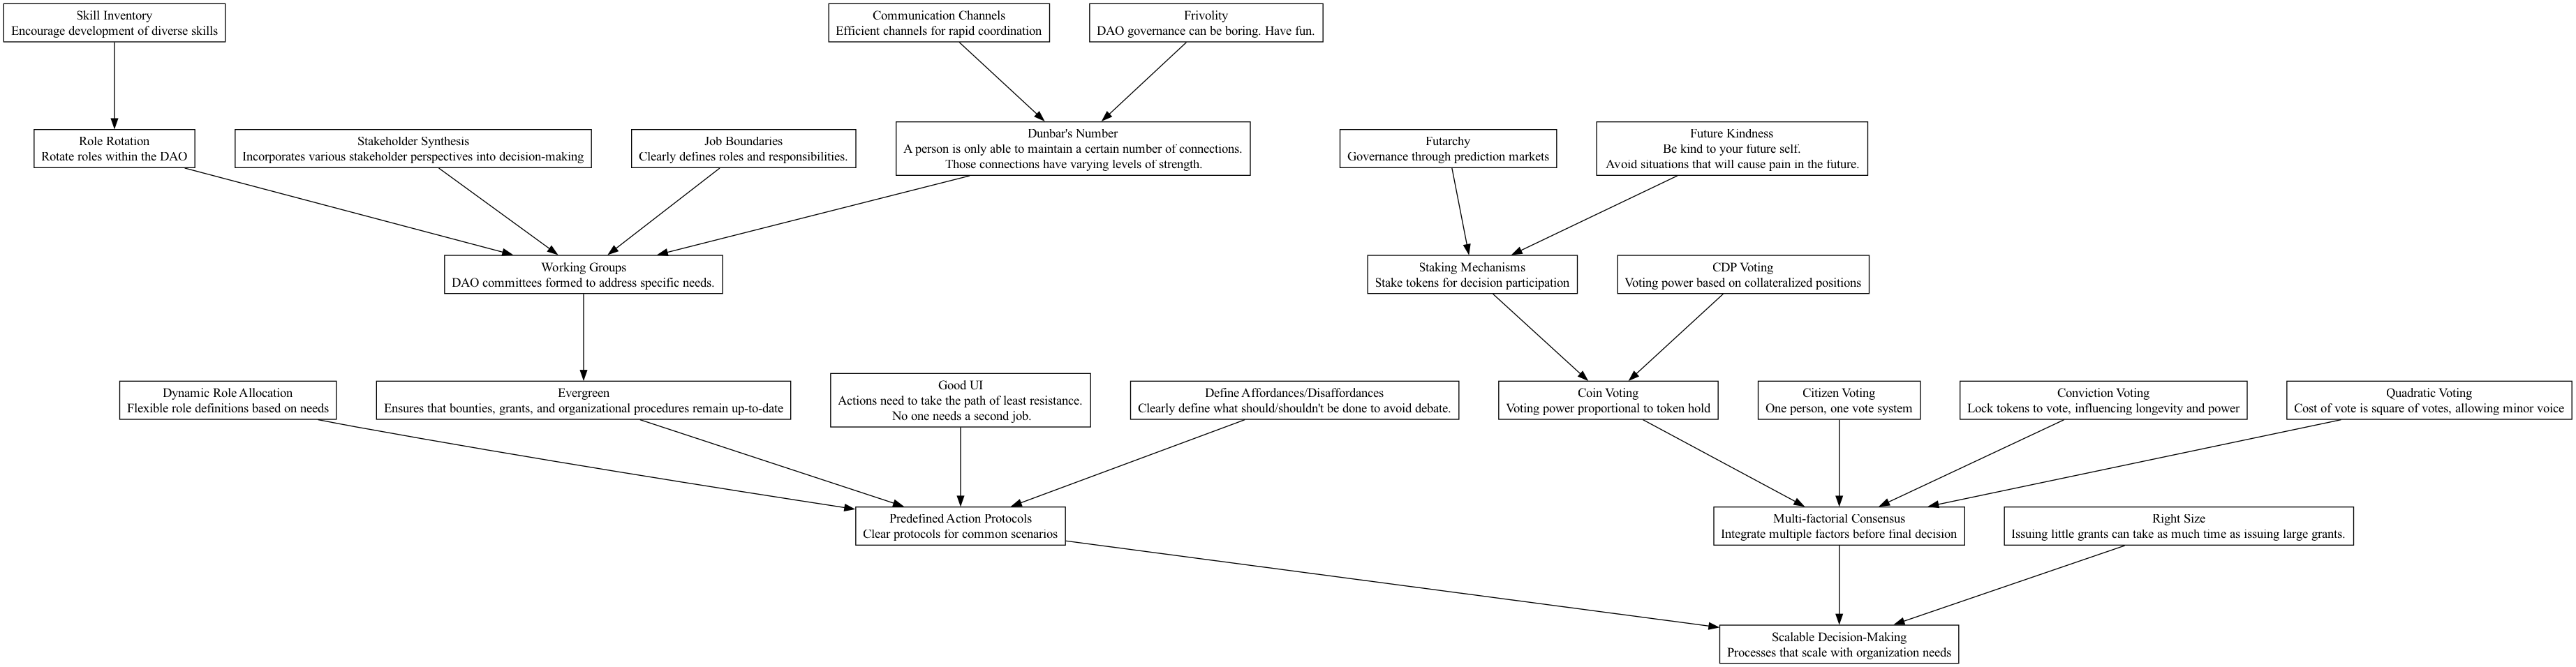 Skill Inventory
Encourage development of diverse skills
Communication Channels
Efficient channels for rapid coordination
Frivolity
DAO governance can be boring. Have fun.
Role Rotation
Rotate roles within the DAO
Stakeholder Synthesis
Incorporates various stakeholder perspectives into decision-making
Job Boundaries
Clearly defines roles and responsibilities.
Dunbar's Number
A person is only able to maintain a certain number of connections.
Those connections have varying levels of strength.
Futarchy
Governance through prediction markets
Future Kindness
Be kind to your future self.
Avoid situations that will cause pain in the future.
Working Groups
DAO committees formed to address specific needs.
Staking Mechanisms
Stake tokens for decision participation
CDP Voting
Voting power based on collateralized positions
Dynamic Role Allocation
Flexible role definitions based on needs
Evergreen
Ensures that bounties, grants, and organizational procedures remain up-to-date
Good UI
Actions need to take the path of least resistance.
No one needs a second job.
Define Affordances/Disaffordances
Clearly define what should/shouldn't be done to avoid debate.
Coin Voting
Voting power proportional to token hold
Citizen Voting
One person, one vote system
Conviction Voting
Lock tokens to vote, influencing longevity and power
Quadratic Voting
Cost of vote is square of votes, allowing minor voice
Predefined Action Protocols
Clear protocols for common scenarios
Multi-factorial Consensus
Integrate multiple factors before final decision
Right Size
Issuing little grants can take as much time as issuing large grants.
Scalable Decision-Making
Processes that scale with organization needs